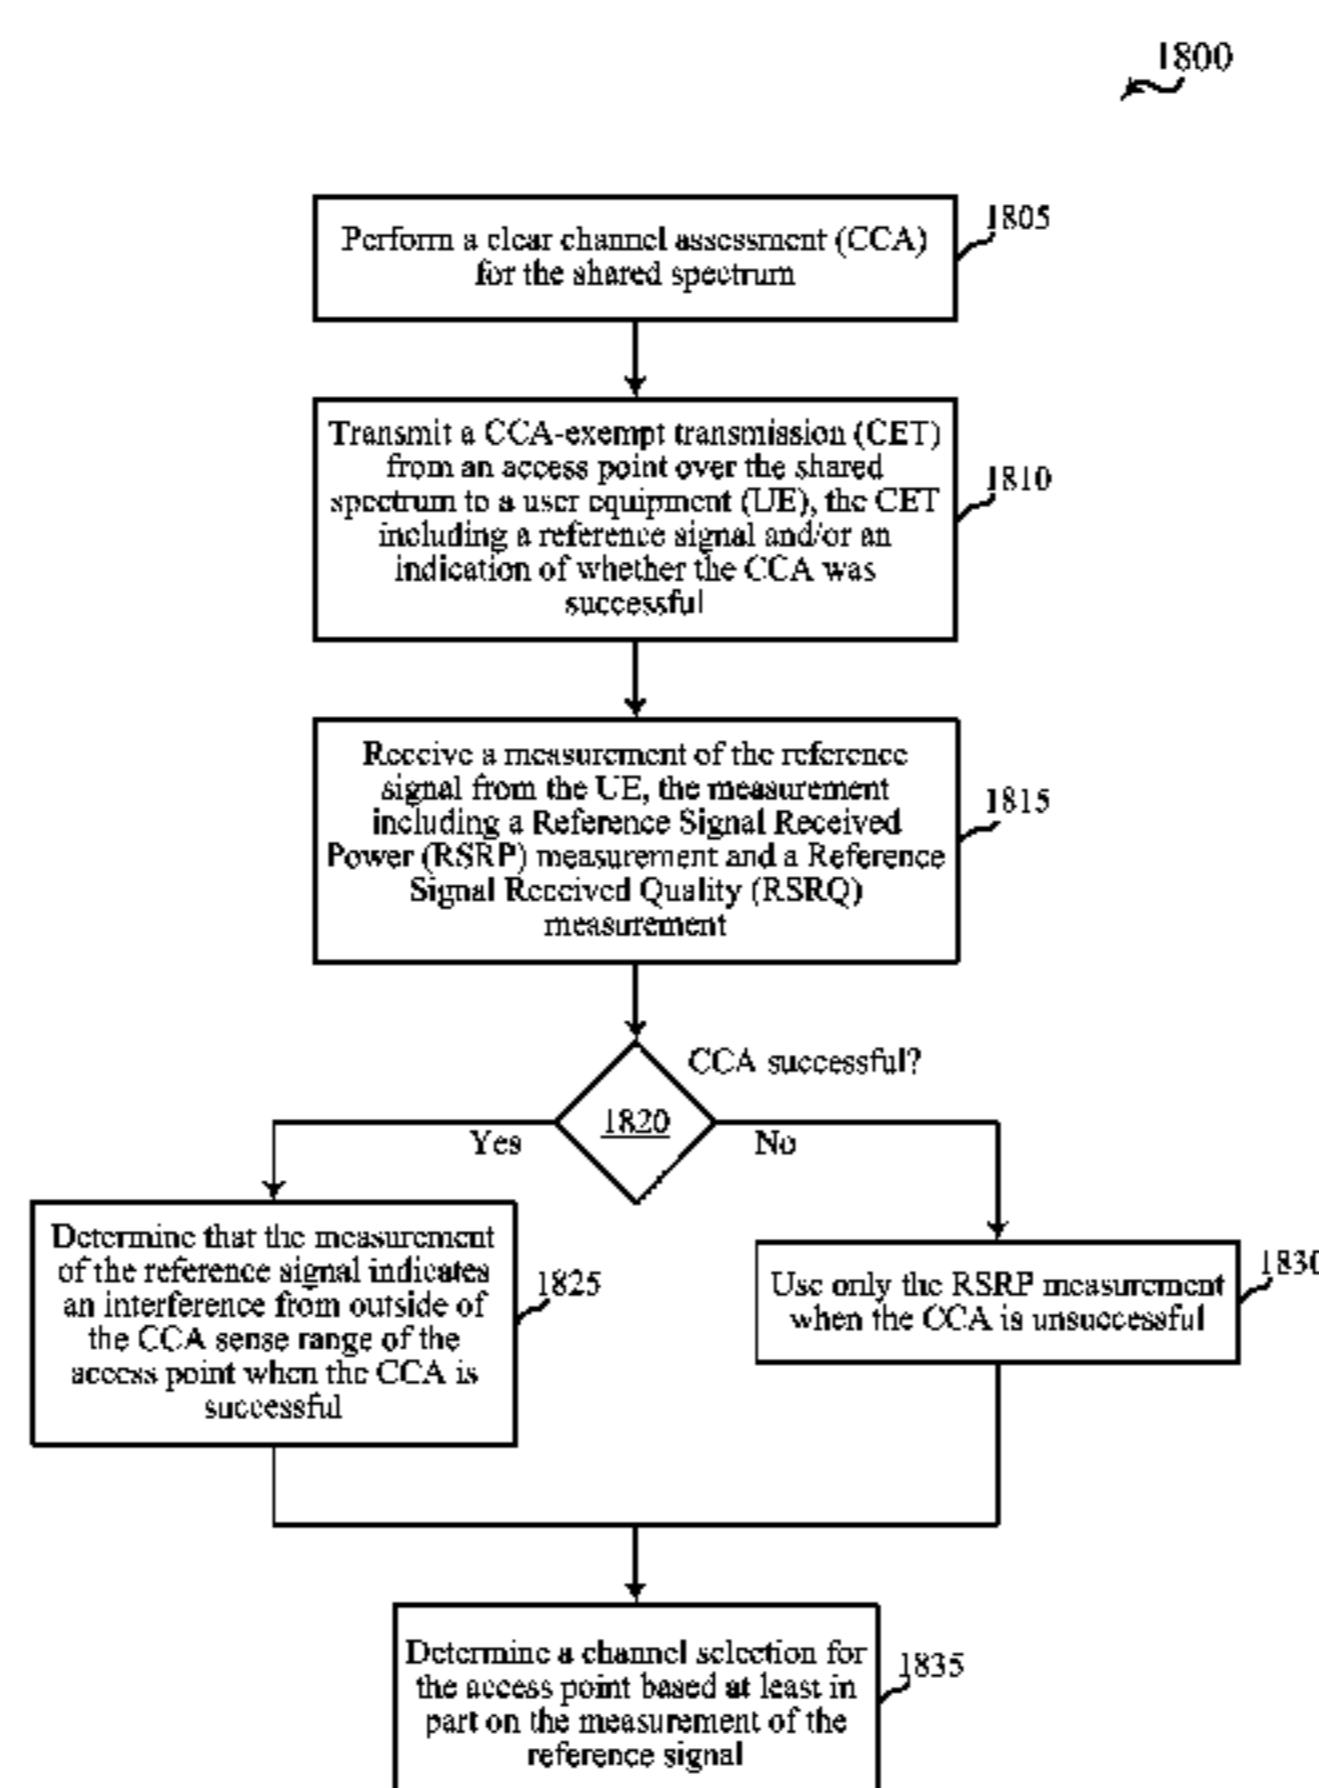 1800
Perform a clear channel assessment (CCA)
for the shared spectrum
1805
Transmit a CCA-exempt transmission (CET)
from an access point over the shared
spectrum to a user equipment (UE), the CET
including a reference signal and/or an
indication of whether the CCA was
successful
1810
Receive a measurement of the reference
signal from the UE, the measurement
including a Reference Signal Received
Power (RSRP) measurement and a Reference
Signal Received Quality (RSRQ)
measurement
1815
CCA successful?
1820
Yes
No
Determine that the measurement
of the reference signal indicates
an interference from outside of
the CCA sense range of the
access point when the CCA is
successful
1825
Use only the RSRP measurement
when the CCA is unsuccessful
1830
Determine a channel selection for
the access point based at least in
part on the measurement of the
reference signal
1835